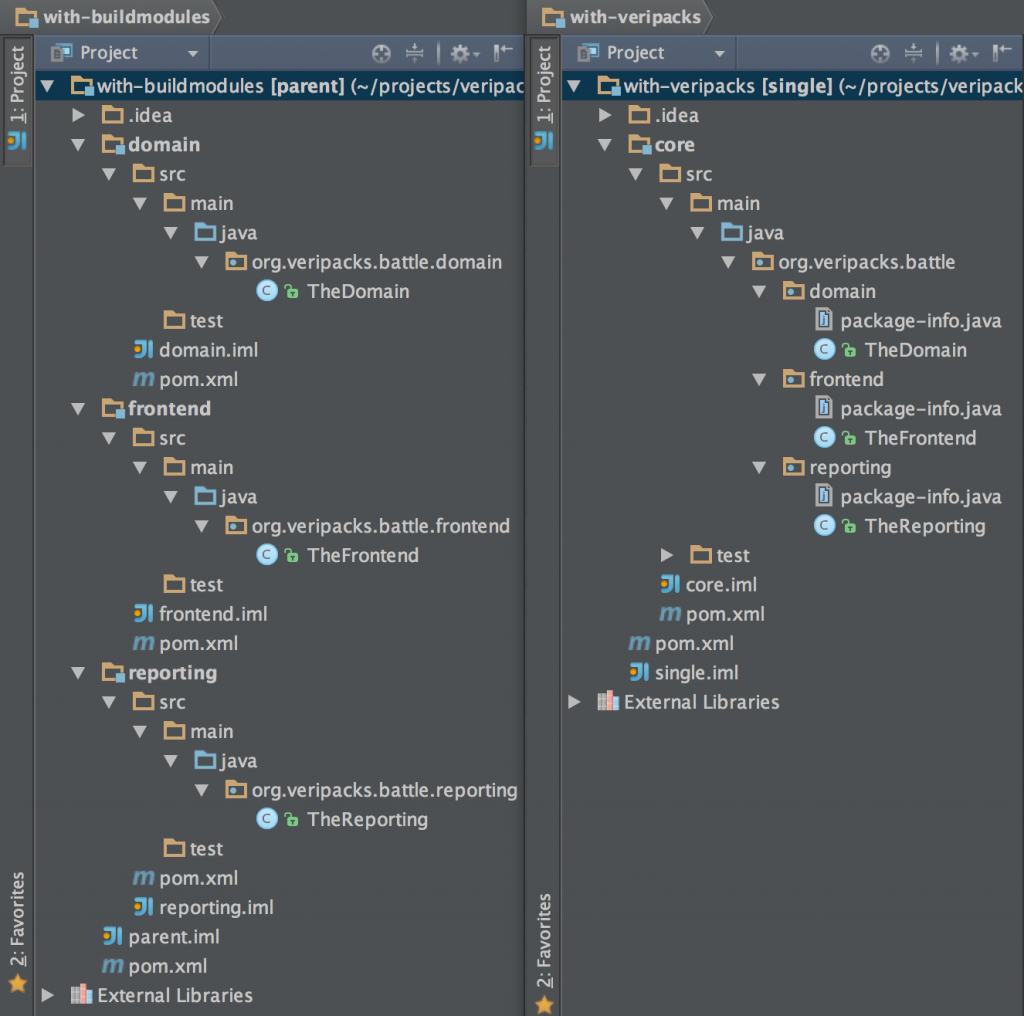 with-buildmodules
1: Project
Project
with-buildmodules [parent] (~/projects/veripac
.idea
domain
src
main
java
org.veripacks.battle.domain
TheDomain
test
domain.iml
pom.xml
frontend
src
main
java
org.veripacks.battle.frontend
TheFrontend
test
frontend.iml
pom.xml
reporting
src
main
java
org.veripacks.battle.reporting
TheReporting
test
pom.xml
reporting.iml
parent.iml
pom.xml
External Libraries
2: Favorites
with-veripacks
1: Project
Project
with-veripacks [single] (~/projects/veripack
.idea
core
src
main
java
org.veripacks.battle
domain
package-info.java
TheDomain
frontend
package-info.java
TheFrontend
reporting
package-info.java
TheReporting
test
core.iml
pom.xml
pom.xml
single.iml
External Libraries
2: Favorites